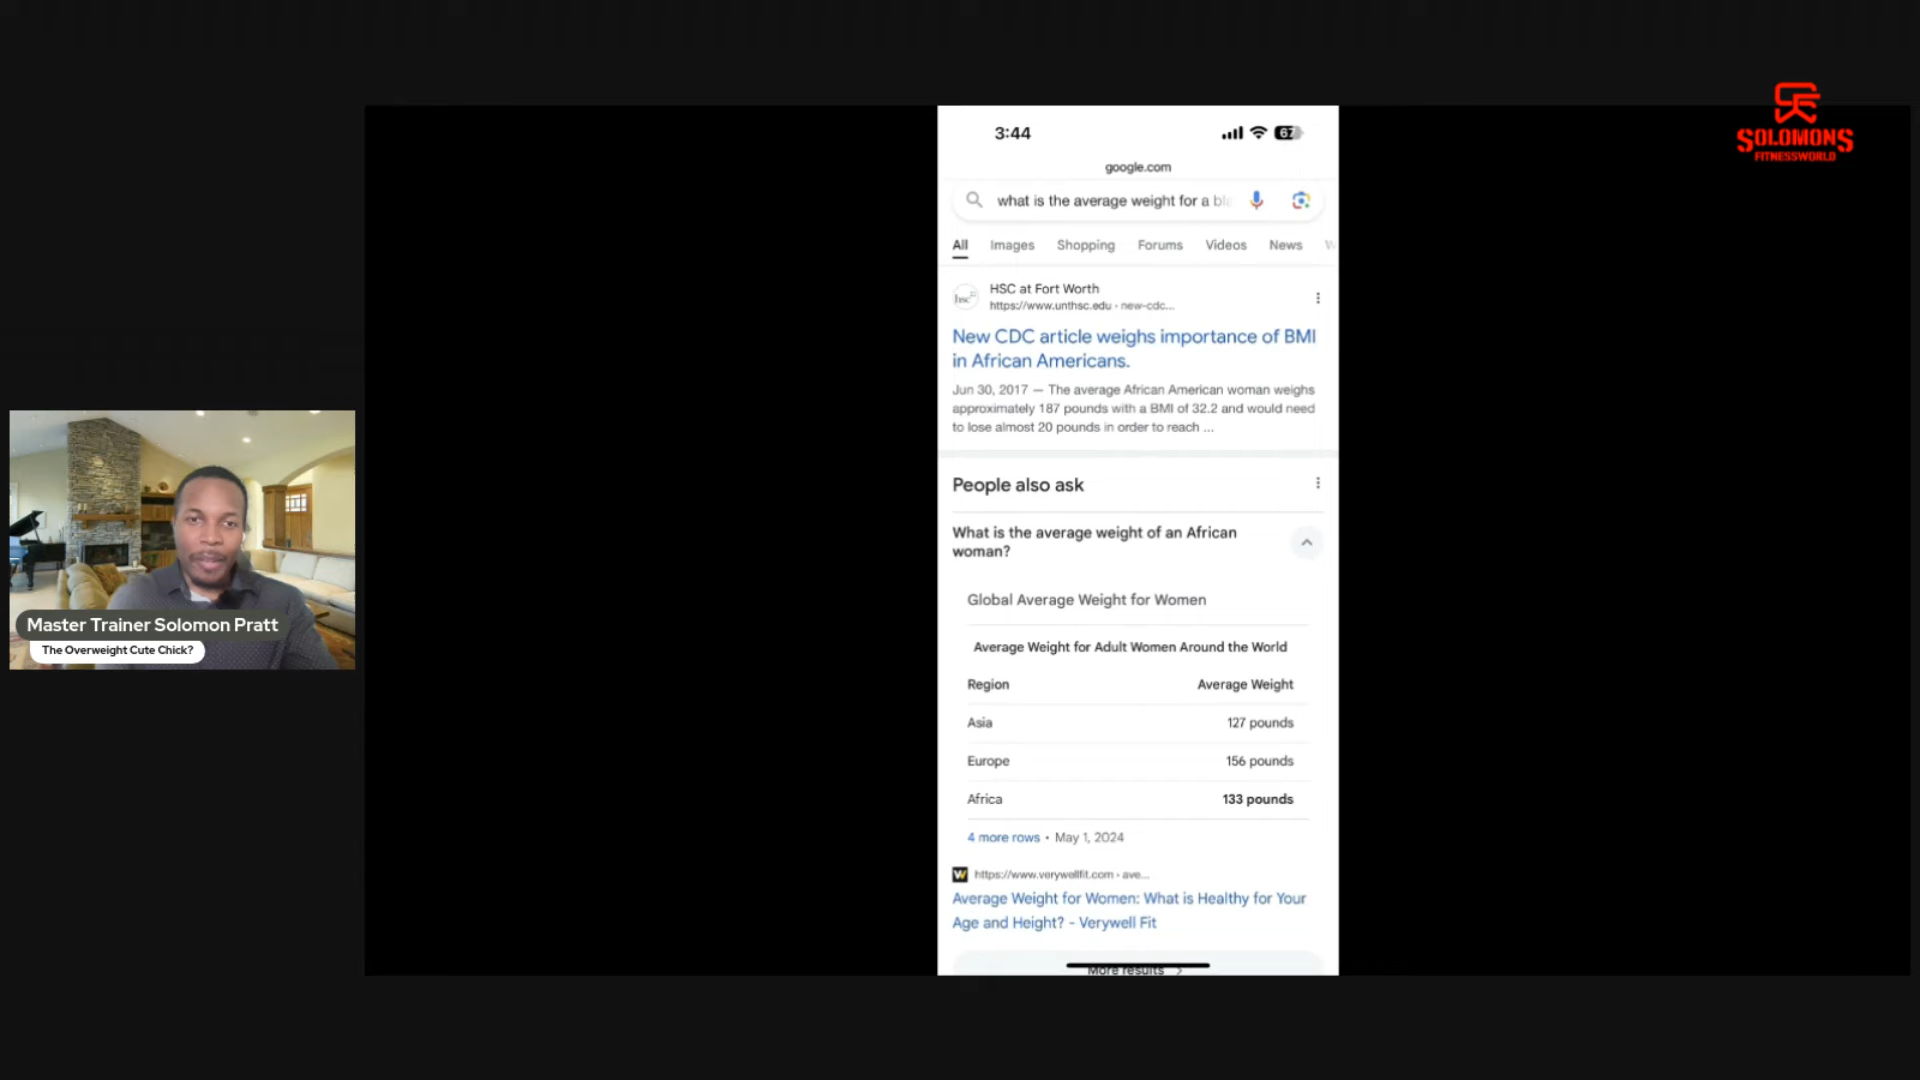 SOLOMONS
FITNESSWORLD
3:44
67
google.com
what is the average weight for a bla
All Images Shopping Forums Videos News W
hsc
HSC at Fort Worth
https://www.unthsc.edu › new-cdc...
New CDC article weighs importance of BMI
in African Americans.
Jun 30, 2017 — The average African American woman weighs
approximately 187 pounds with a BMI of 32.2 and would need
to lose almost 20 pounds in order to reach ...
People also ask
What is the average weight of an African
woman?
Global Average Weight for Women
Average Weight for Adult Women Around the World
Region Average Weight
Asia 127 pounds
Europe 156 pounds
Africa 133 pounds
4 more rows • May 1, 2024
https://www.verywellfit.com › ave...
Average Weight for Women: What is Healthy for Your
Age and Height? - Verywell Fit
More results
Master Trainer Solomon Pratt
The Overweight Cute Chick?